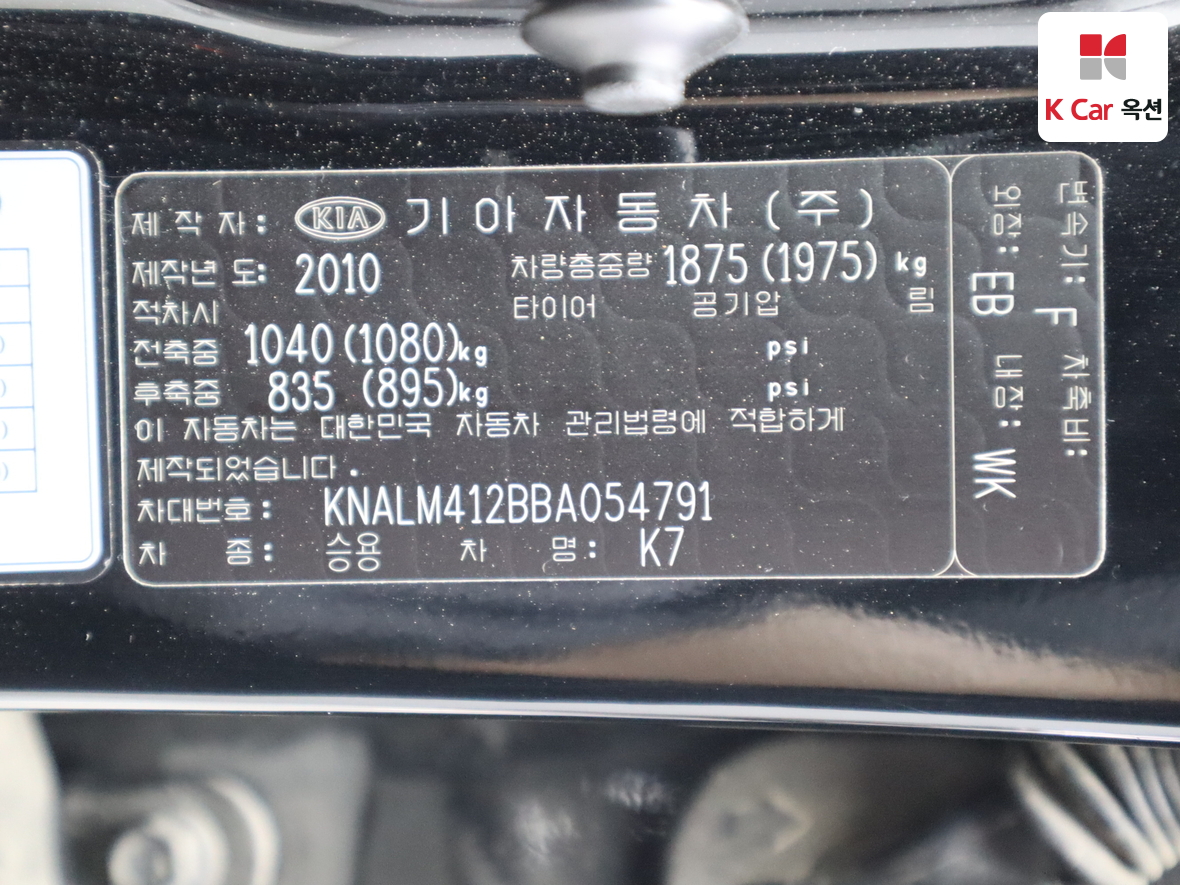 K Car 옥션
제 작 자 : KIA 기 아 자 동 차 (주)
제작년 도: 2010 차량총중량 1875 (1975) kg
적차시 타이어 공기압 림
전축중 1040 (1080)kg psi
후축중 835 (895)kg psi
이 자동차는 대한민국 자동차 관리법령에 적합하게
제작되었습니다.
차대번호: KNALM412BBA054791
차 종: 승용 차 명: K7
변속기: F 차축비:
외장: EB 내장: WK
)
)
)
)